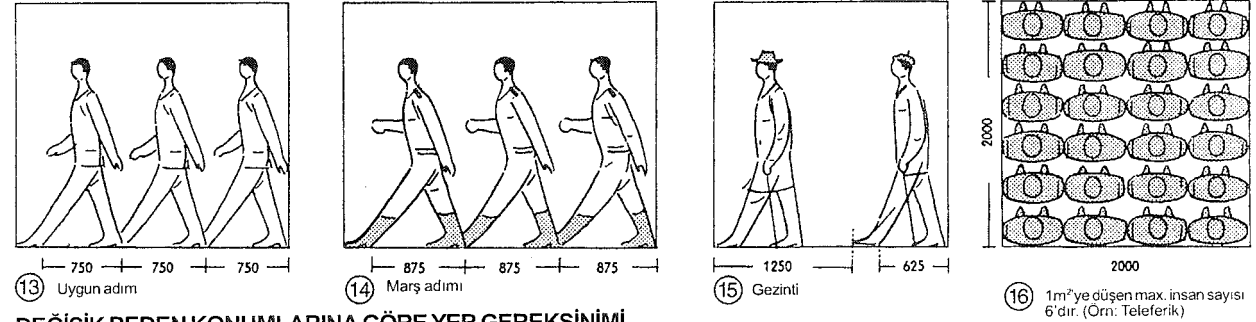 750 750 750
13 Uygun adım
875 875 875
14 Marş adımı
1250 625
15 Gezinti
2000
2000
16 1m²'ye düşen max. insan sayısı
6'dır. (Örn: Teleferik)
DEĞİŞİK BEDEN KONUMLARINA GÖRE YER GEREKSİNİMİ